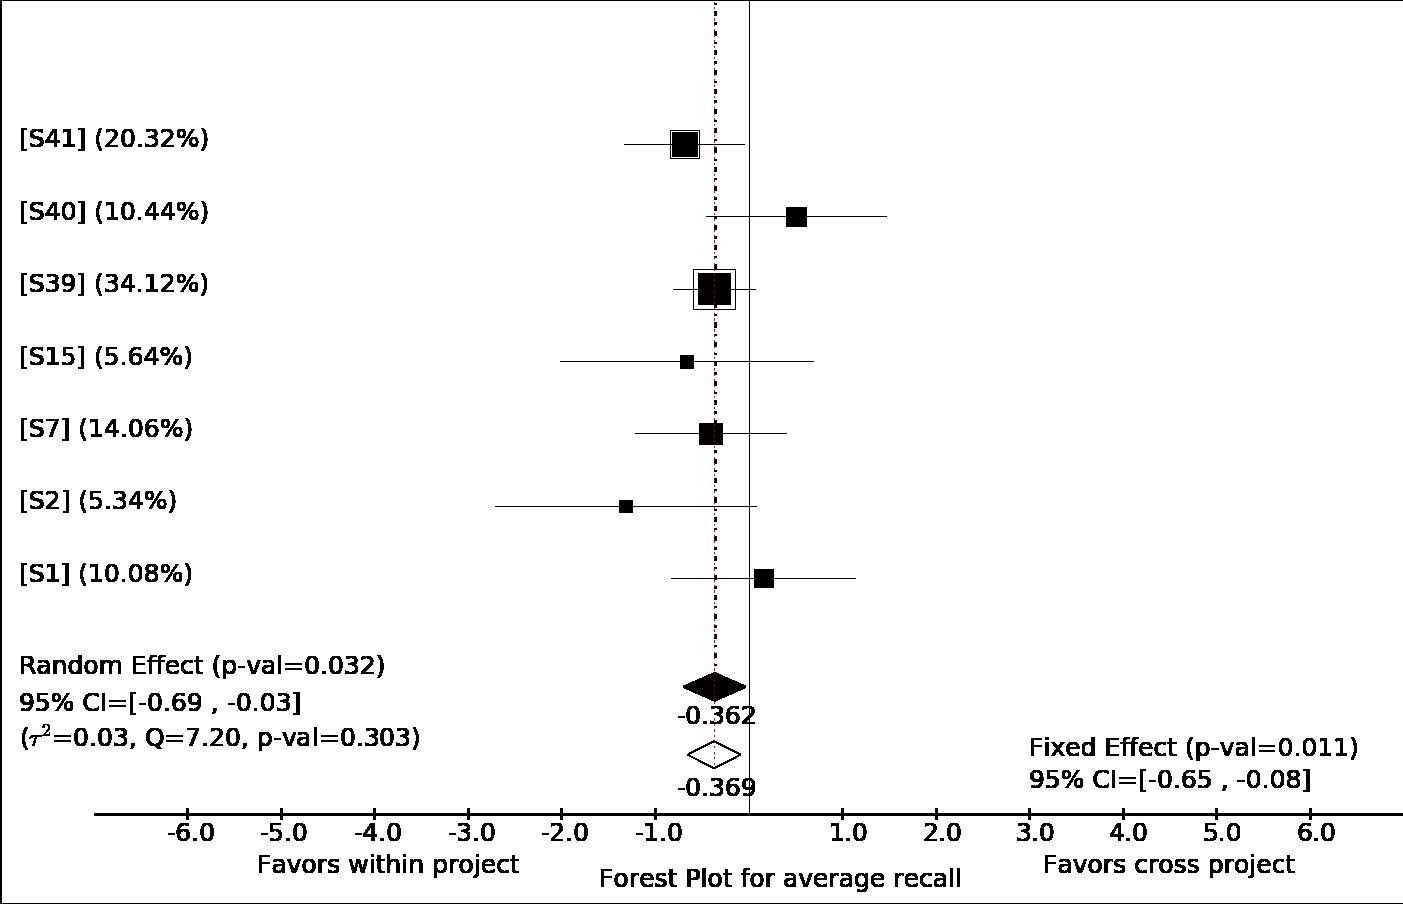 [S41] (20.32%)
[S40] (10.44%)
[S39] (34.12%)
[S15] (5.64%)
[S7] (14.06%)
[S2] (5.34%)
[S1] (10.08%)
Random Effect (p-val=0.032)
95% CI=[-0.69 , -0.03]
(τ²=0.03, Q=7.20, p-val=0.303)
-0.362
-0.369
Fixed Effect (p-val=0.011)
95% CI=[-0.65 , -0.08]
-6.0 -5.0 -4.0 -3.0 -2.0 -1.0 1.0 2.0 3.0 4.0 5.0 6.0
Favors within project
Forest Plot for average recall
Favors cross project